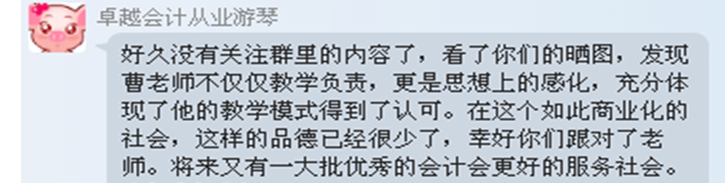 卓越会计从业游琴
好久没有关注群里的内容了，看了你们的晒图，发现
曹老师不仅仅教学负责，更是思想上的感化，充分体
现了他的教学模式得到了认可。在这个如此商业化的
社会，这样的品德已经很少了，幸好你们跟对了老
师。将来又有一大批优秀的会计会更好的服务社会。